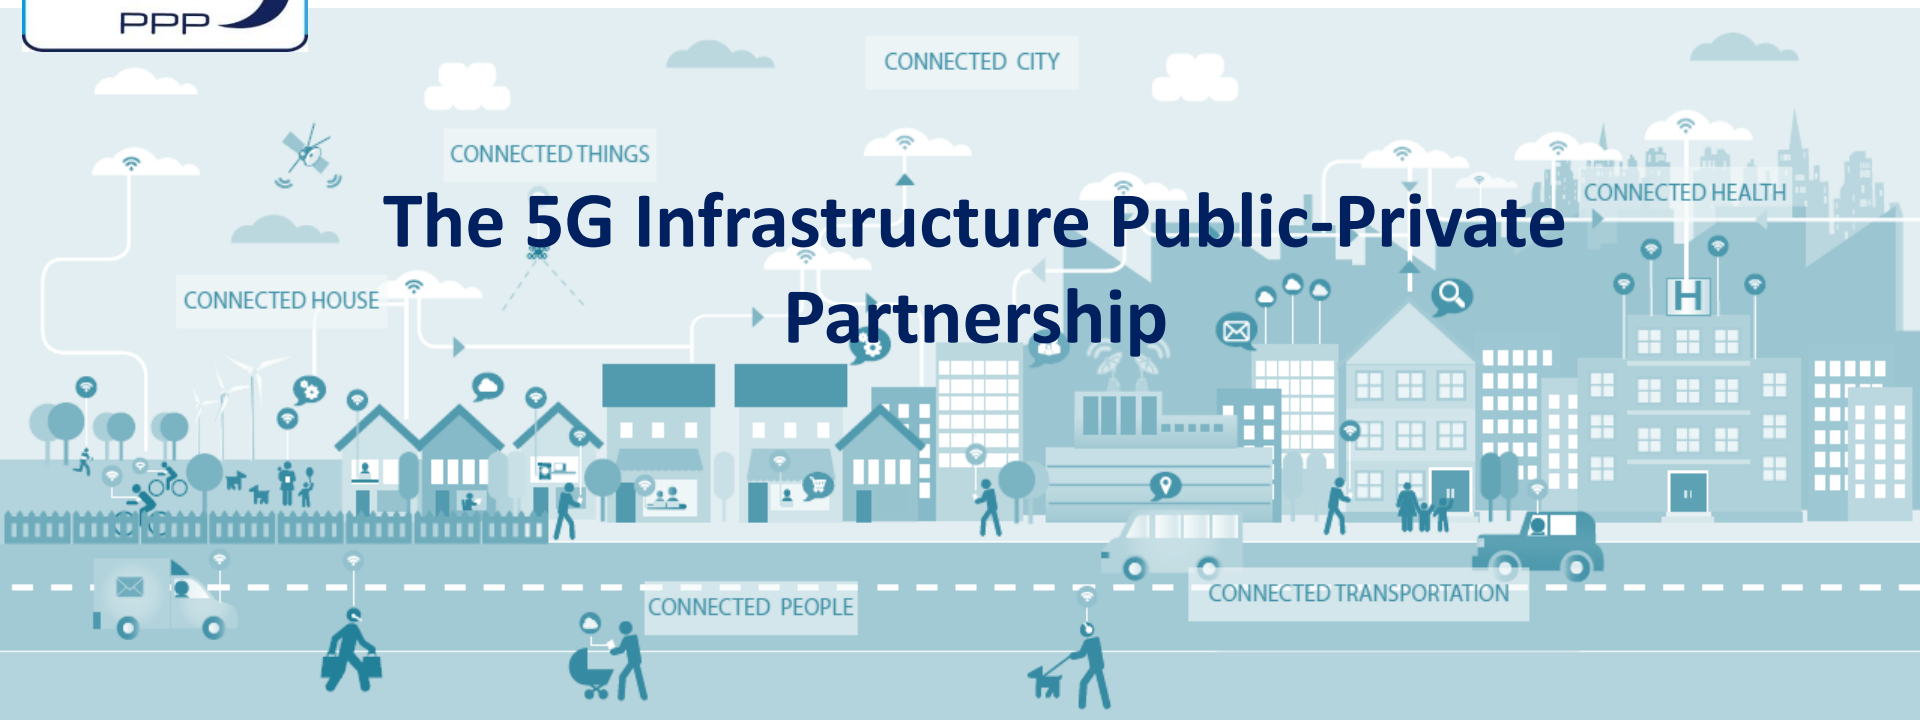 PPP
CONNECTED CITY
CONNECTED THINGS
CONNECTED HEALTH
The 5G Infrastructure Public-Private
Partnership
CONNECTED HOUSE
H
CONNECTED TRANSPORTATION
CONNECTED PEOPLE